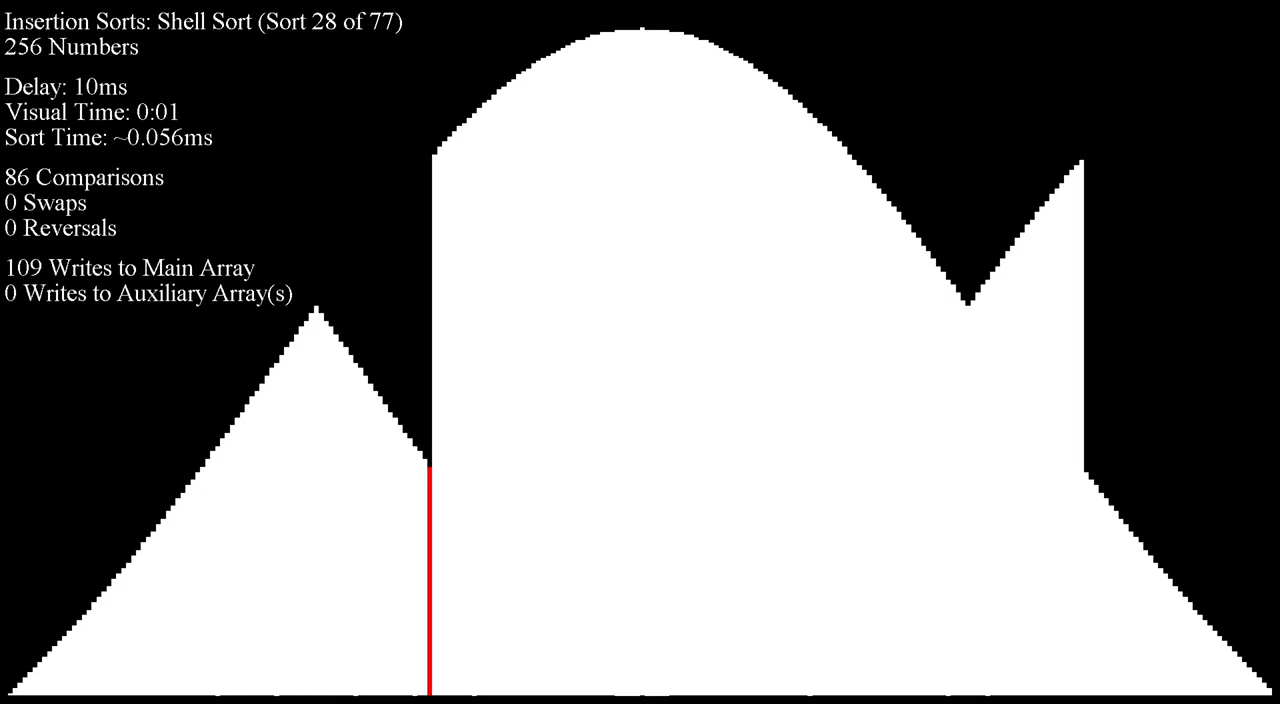 Insertion Sorts: Shell Sort (Sort 28 of 77)
256 Numbers
Delay: 10ms
Visual Time: 0:01
Sort Time: ~0.056ms
86 Comparisons
0 Swaps
0 Reversals
109 Writes to Main Array
0 Writes to Auxiliary Array(s)